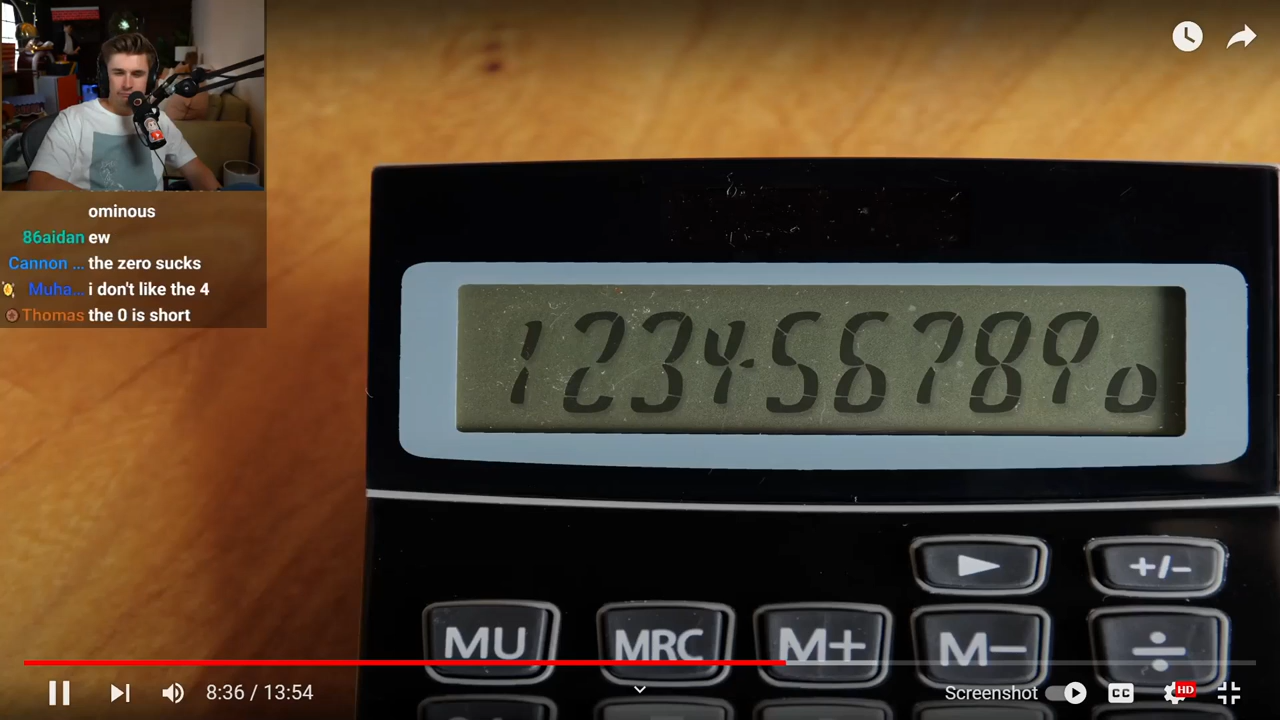 ominous
86aidan ew
Cannon ... the zero sucks
Muha... i don't like the 4
Thomas the 0 is short
1234567890
+/−
MU MRC M+ M− ÷
8:36 / 13:54
Screenshot
CC
HD